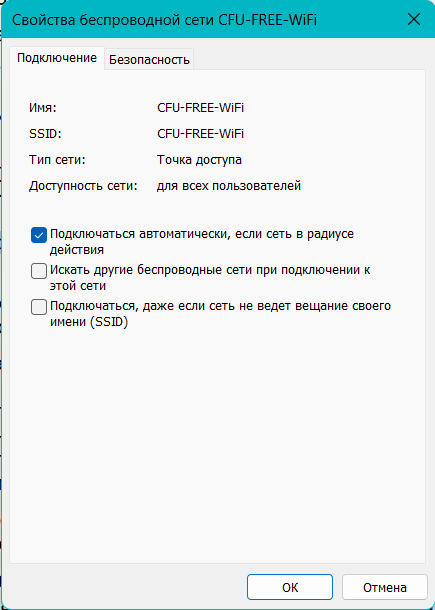 Свойства беспроводной сети CFU-FREE-WiFi
Подключение Безопасность
Имя: CFU-FREE-WiFi
SSID: CFU-FREE-WiFi
Тип сети: Точка доступа
Доступность сети: для всех пользователей
Подключаться автоматически, если сеть в радиусе
действия
Искать другие беспроводные сети при подключении к
этой сети
Подключаться, даже если сеть не ведет вещание своего
имени (SSID)
ОК Отмена